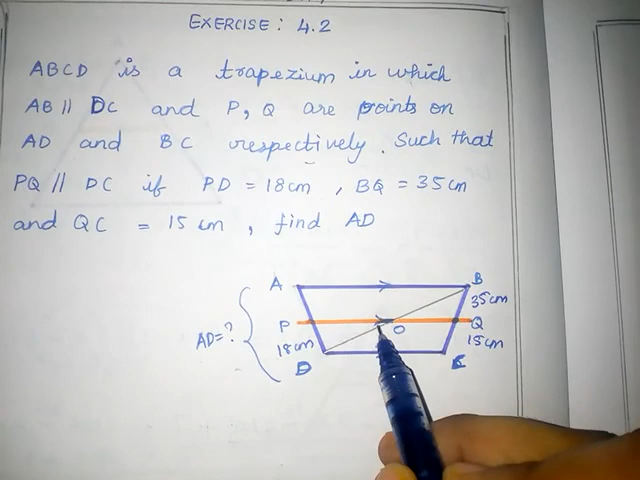 EXERCISE: 4.2
ABCD is a trapezium in which
AB || DC and P, Q are points on
AD and BC respectively. Such that
PQ || DC if PD = 18cm, BQ = 35cm
and QC = 15 cm, find AD
A B
35cm
P O Q
AD=? 18cm 15cm
D C